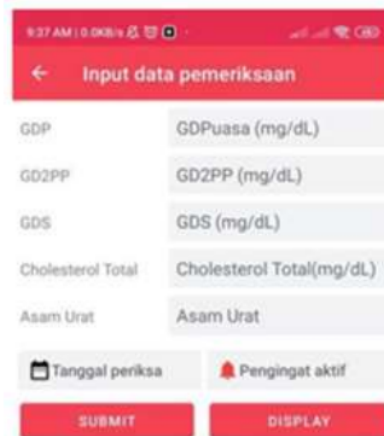 9:37 AM | 0.0KB/s
Input data pemeriksaan
GDP GDPuasa (mg/dL)
GD2PP GD2PP (mg/dL)
GDS GDS (mg/dL)
Cholesterol Total Cholesterol Total(mg/dL)
Asam Urat Asam Urat
Tanggal periksa Pengingat aktif
SUBMIT DISPLAY